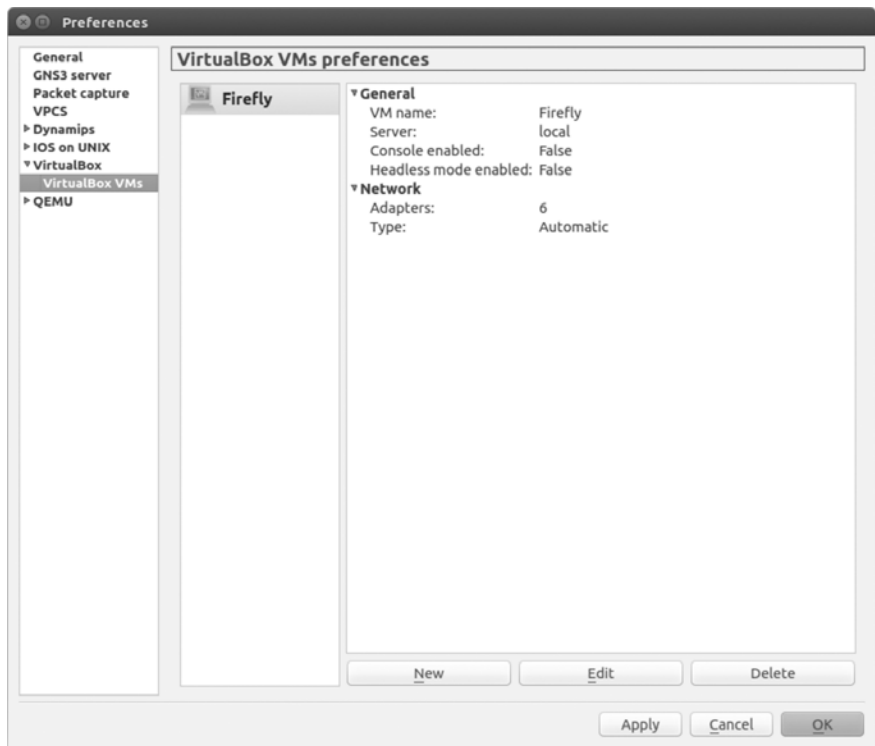 Preferences
General
GNS3 server
Packet capture
VPCS
Dynamips
IOS on UNIX
VirtualBox
VirtualBox VMs
QEMU
VirtualBox VMs preferences
Firefly
General
VM name: Firefly
Server: local
Console enabled: False
Headless mode enabled: False
Network
Adapters: 6
Type: Automatic
New Edit Delete
Apply Cancel OK